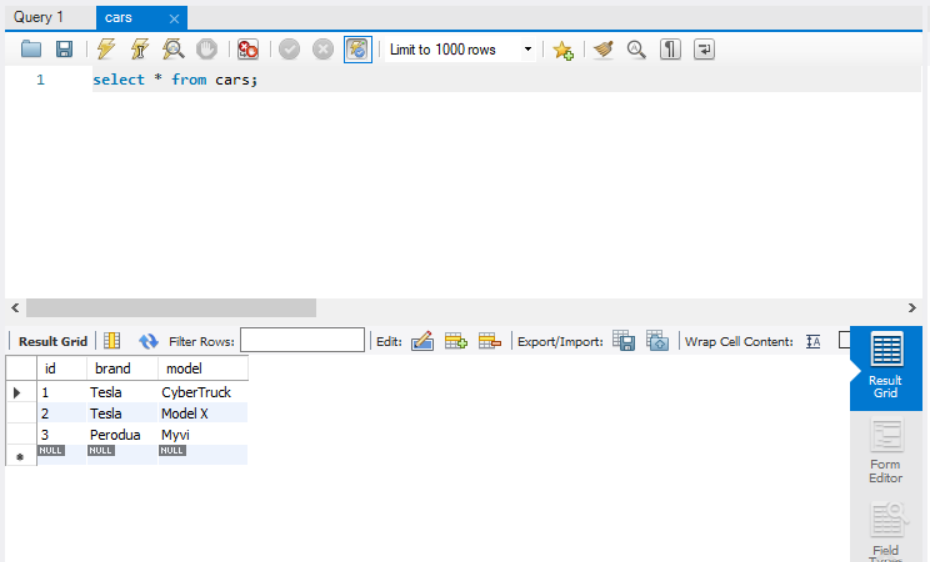 Query 1 cars
Limit to 1000 rows
1 select * from cars;
Result Grid Filter Rows: Edit: Export/Import: Wrap Cell Content:
id brand model
1 Tesla CyberTruck
2 Tesla Model X
3 Perodua Myvi
NULL NULL NULL
Result
Grid
Form
Editor
Field
Types